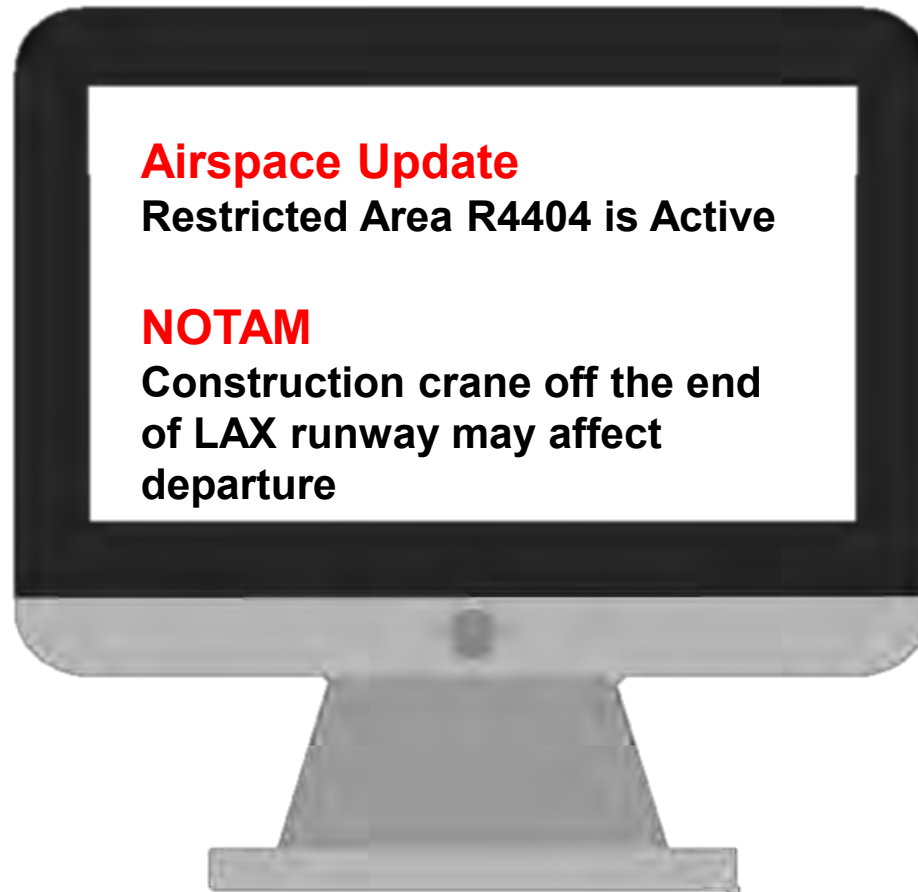 Airspace Update
Restricted Area R4404 is Active
NOTAM
Construction crane off the end
of LAX runway may affect
departure